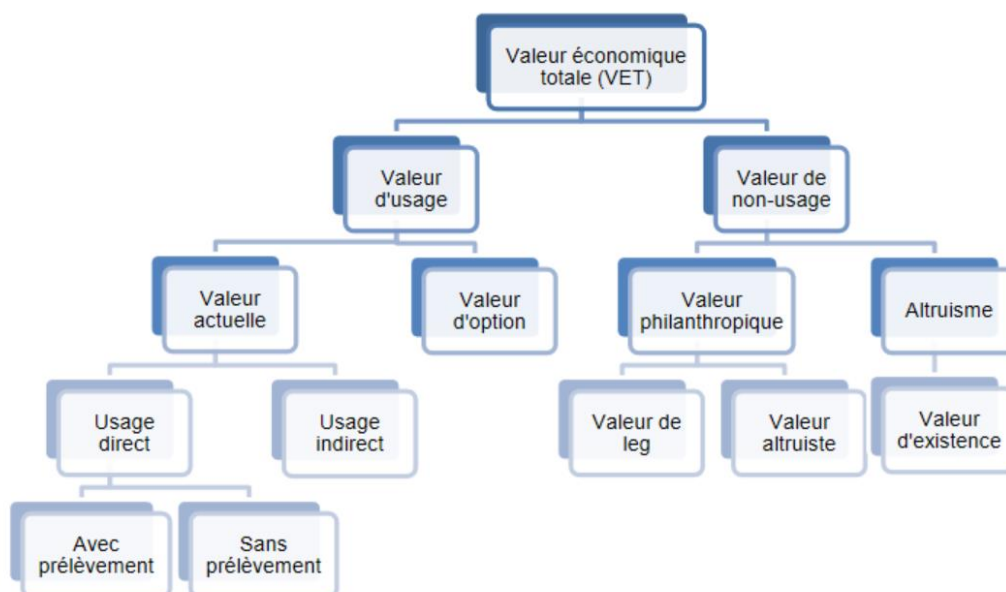 Valeur économique
totale (VET)
Valeur
d'usage
Valeur de
non-usage
Valeur
actuelle
Valeur
d'option
Valeur
philanthropique
Altruisme
Usage
direct
Usage
indirect
Valeur de
leg
Valeur
altruiste
Valeur
d'existence
Avec
prélèvement
Sans
prélèvement